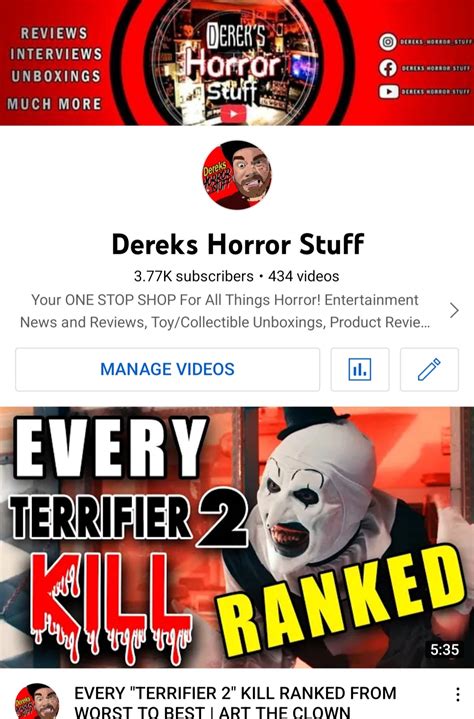 REVIEWS
INTERVIEWS
UNBOXINGS
MUCH MORE
DEREK'S
Horror
Stuff
DEREKS HORROR STUFF
DEREKS HORROR STUFF
DEREKS HORROR STUFF
Dereks
Dereks Horror Stuff
3.77K subscribers • 434 videos
Your ONE STOP SHOP For All Things Horror! Entertainment
News and Reviews, Toy/Collectible Unboxings, Product Revie...
MANAGE VIDEOS
EVERY
TERRIFIER 2
KILL
RANKED
5:35
EVERY "TERRIFIER 2" KILL RANKED FROM
WORST TO BEST | ART THE CLOWN